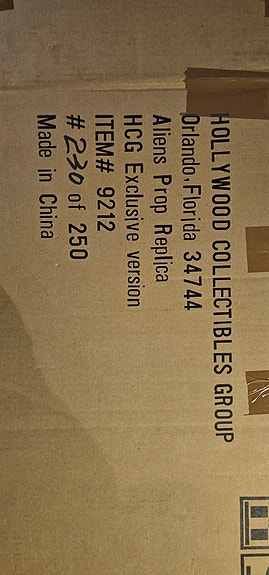 HOLLYWOOD COLLECTIBLES GROUP
Orlando, Florida 34744
Aliens Prop Replica
HCG Exclusive version
ITEM# 9212
# 230 of 250
Made in China